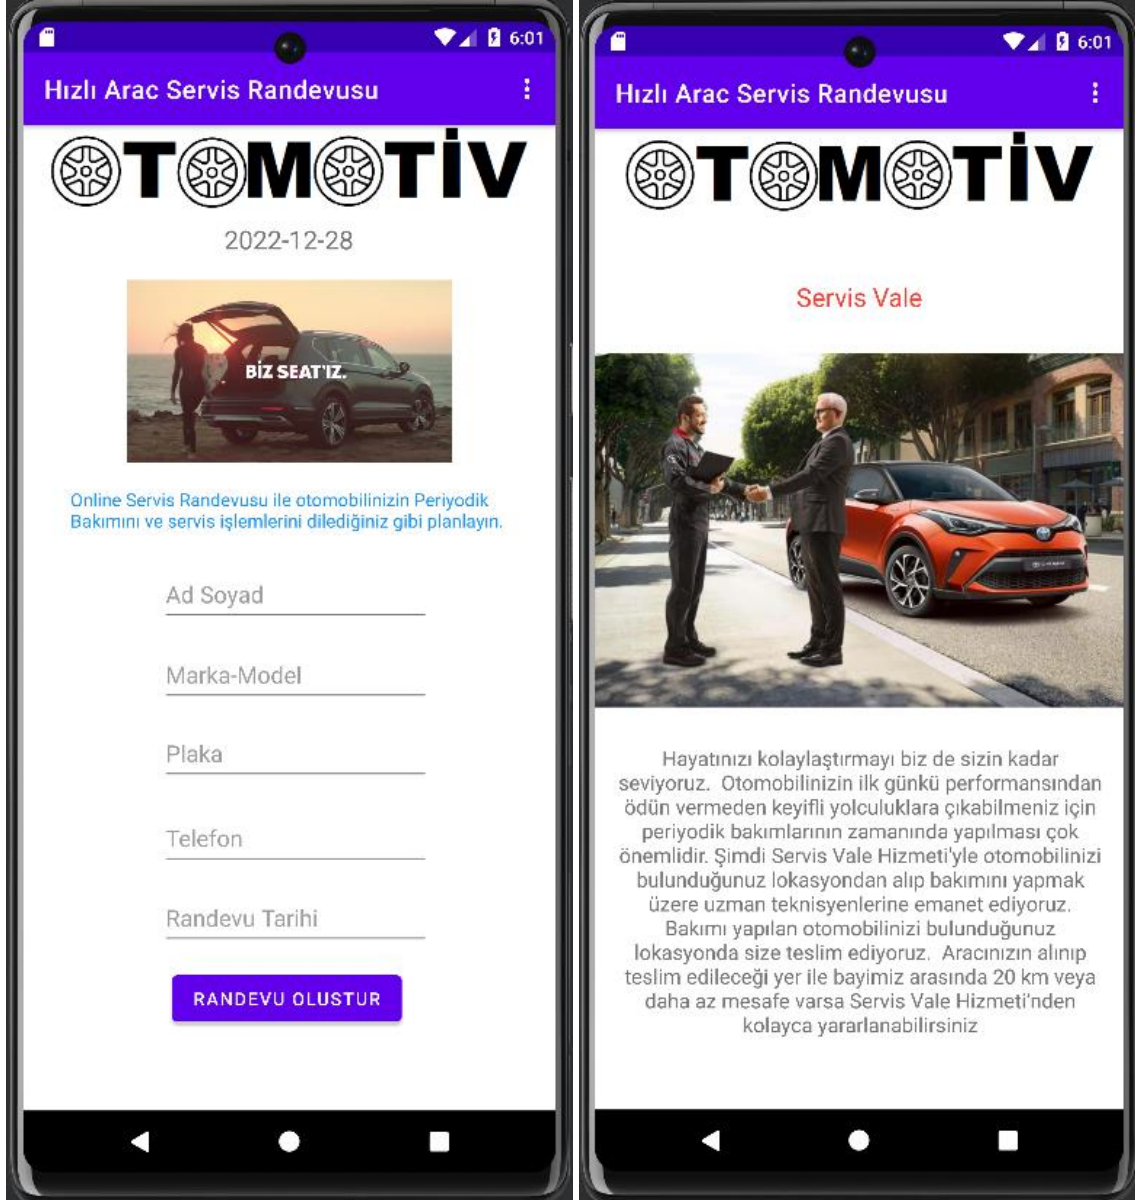 6:01
Hızlı Arac Servis Randevusu
OTOMOTİV
2022-12-28
BİZ SEAT'IZ.
Online Servis Randevusu ile otomobilinizin Periyodik
Bakımını ve servis işlemlerini dilediğiniz gibi planlayın.
Ad Soyad
Marka-Model
Plaka
Telefon
Randevu Tarihi
RANDEVU OLUSTUR
6:01
Hızlı Arac Servis Randevusu
OTOMOTİV
Servis Vale
Hayatınızı kolaylaştırmayı biz de sizin kadar
seviyoruz.  Otomobilinizin ilk günkü performansından
ödün vermeden keyifli yolculuklara çıkabilmeniz için
periyodik bakımlarının zamanında yapılması çok
önemlidir. Şimdi Servis Vale Hizmeti'yle otomobilinizi
bulunduğunuz lokasyondan alıp bakımını yapmak
üzere uzman teknisyenlerine emanet ediyoruz.
Bakımı yapılan otomobilinizi bulunduğunuz
lokasyonda size teslim ediyoruz.  Aracınızın alınıp
teslim edileceği yer ile bayimiz arasında 20 km veya
daha az mesafe varsa Servis Vale Hizmeti'nden
kolayca yararlanabilirsiniz